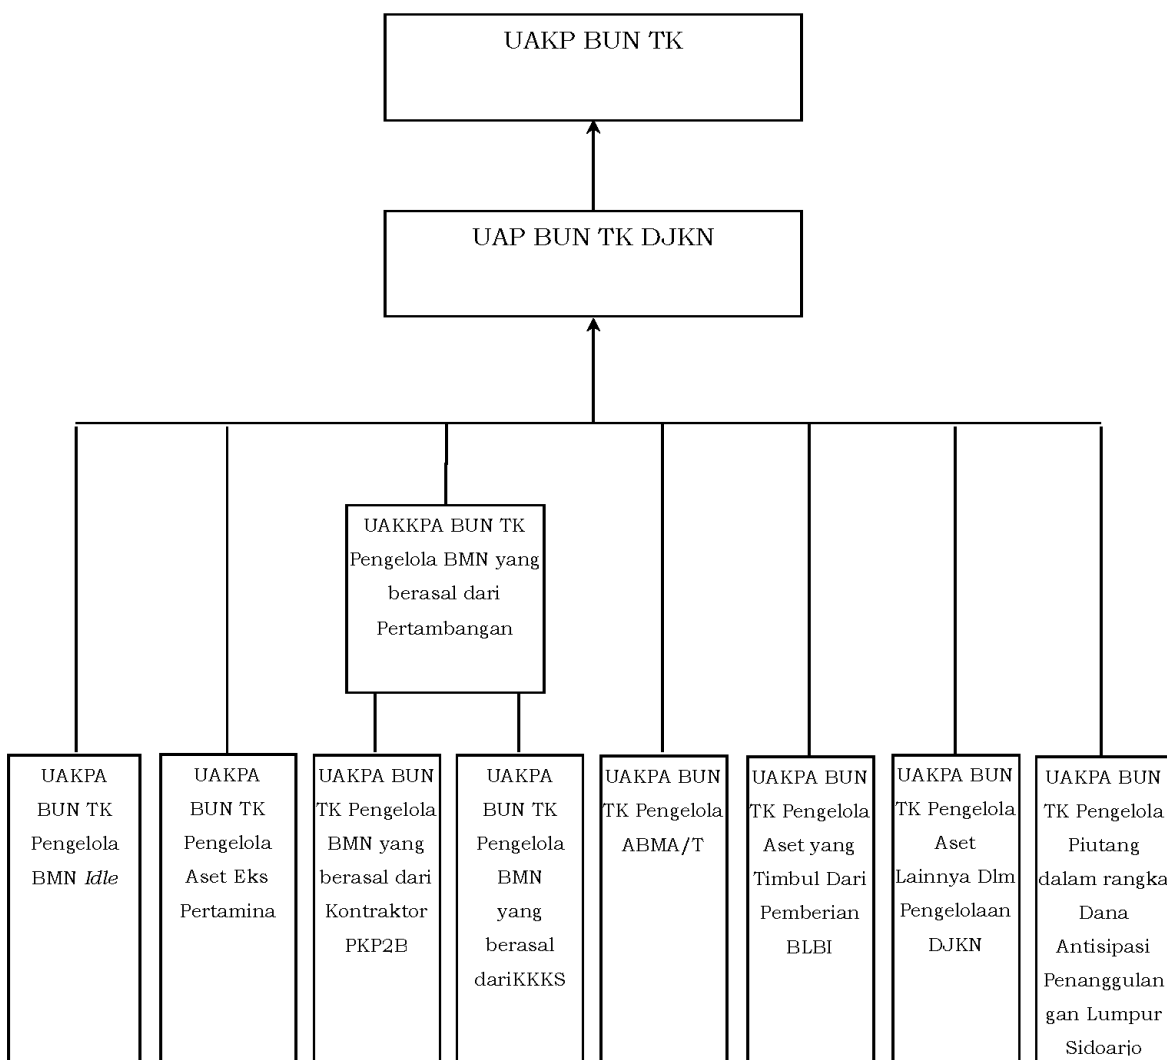 UAKP BUN TK
UAP BUN TK DJKN
UAKKPA BUN TK
Pengelola BMN yang
berasal dari
Pertambangan
UAKPA
BUN TK
Pengelola
BMN Idle
UAKPA
BUN TK
Pengelola
Aset Eks
Pertamina
UAKPA BUN
TK Pengelola
BMN yang
berasal dari
Kontraktor
PKP2B
UAKPA
BUN TK
Pengelola
BMN
yang
berasal
dariKKKS
UAKPA BUN
TK Pengelola
ABMA/T
UAKPA BUN
TK Pengelola
Aset yang
Timbul Dari
Pemberian
BLBI
UAKPA BUN
TK Pengelola
Aset
Lainnya Dlm
Pengelolaan
DJKN
UAKPA BUN
TK Pengelola
Piutang
dalam rangka
Dana
Antisipasi
Penanggulan
gan Lumpur
Sidoarjo